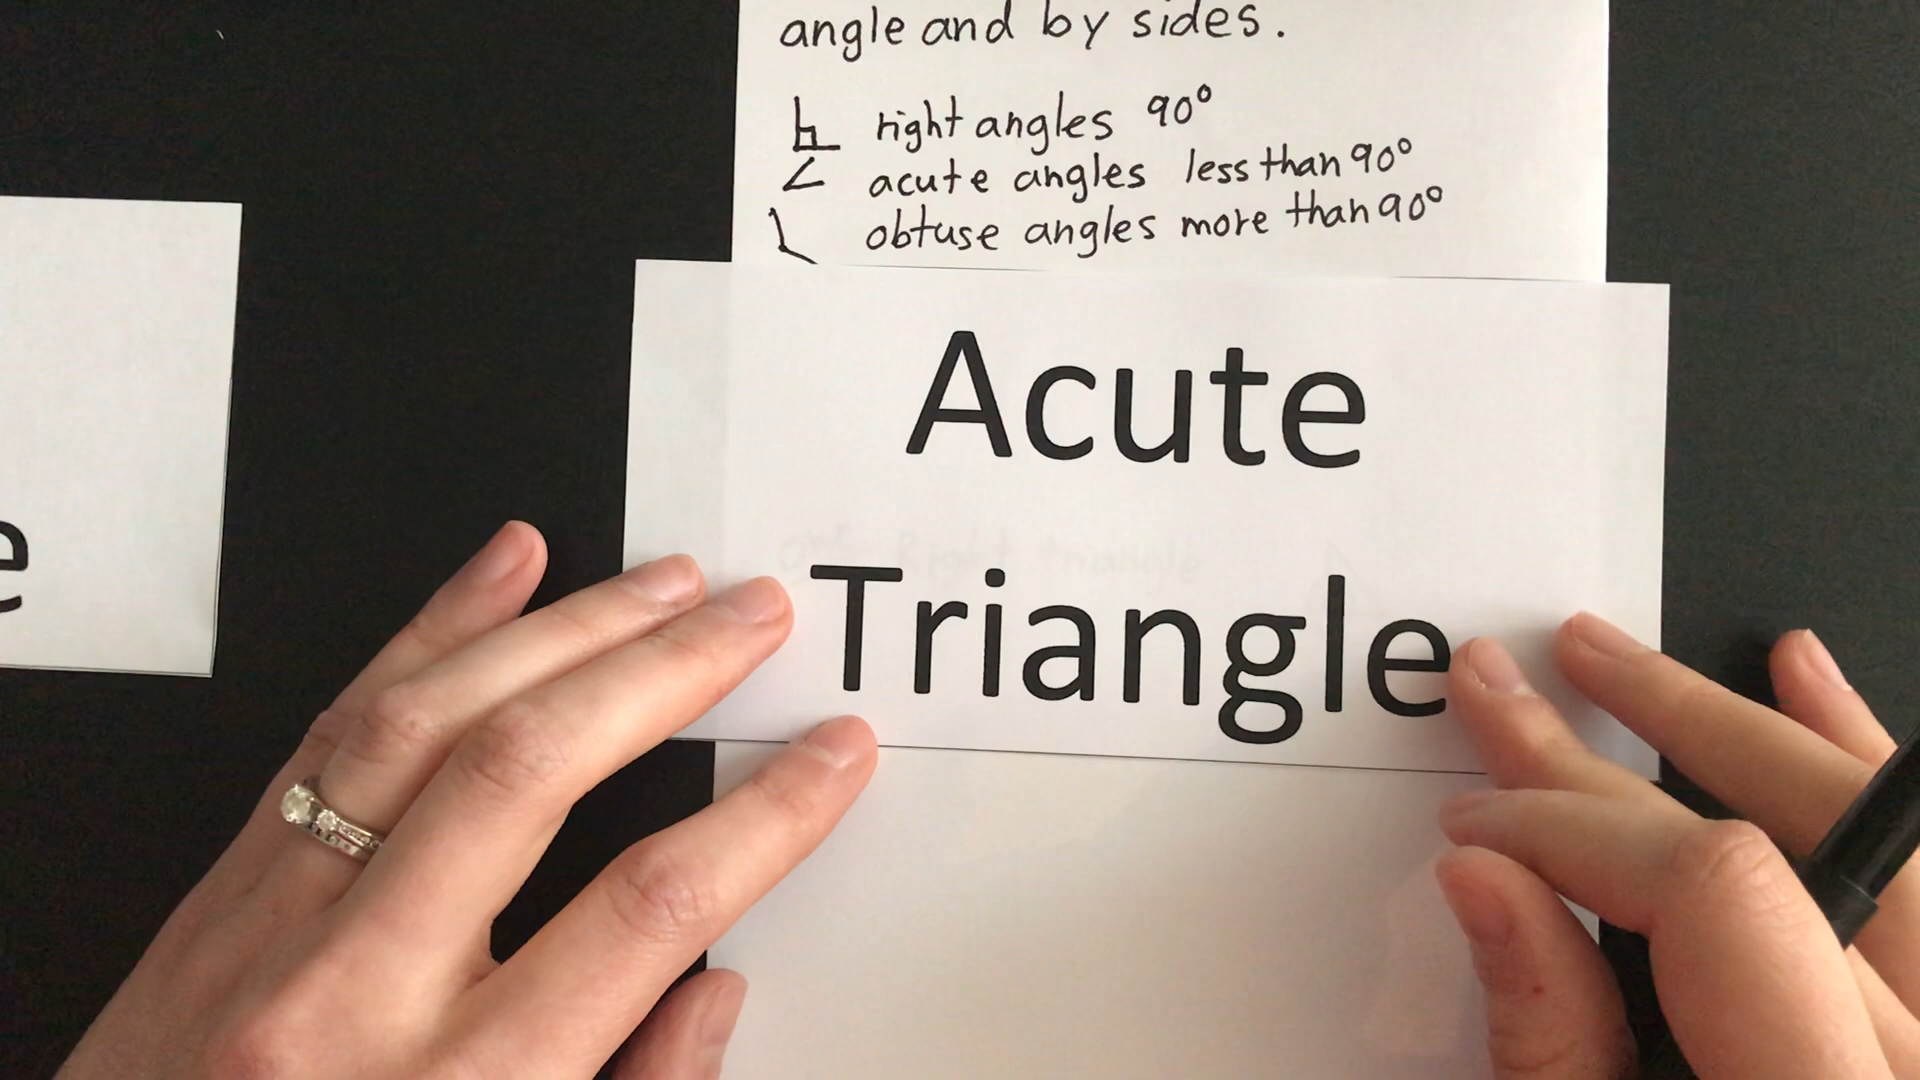 angle and by sides.
right angles 90°
acute angles less than 90°
obtuse angles more than 90°
Acute
Triangle
e